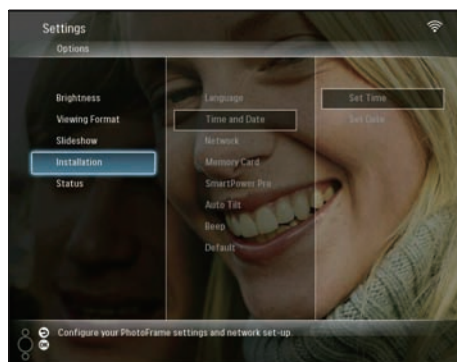 Settings
Options
Brightness
Viewing Format
Slideshow
Installation
Status
Language
Time and Date
Network
Memory Card
SmartPower Pro
Auto Tilt
Beep
Default
Set Time
Set Date
Configure your PhotoFrame settings and network set-up.
OK